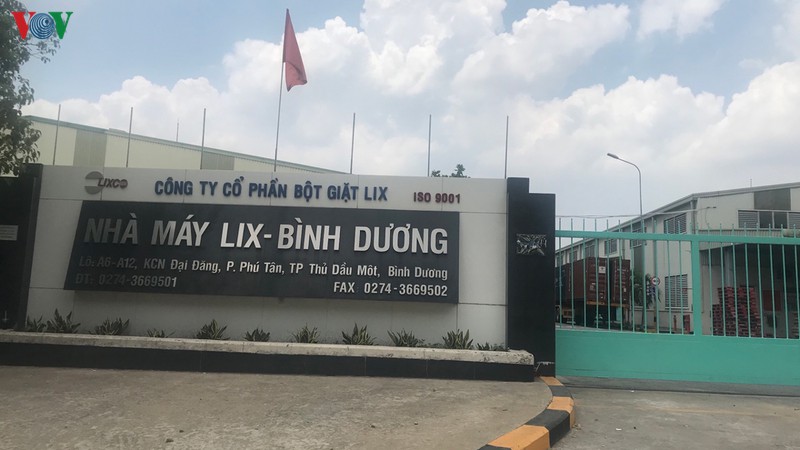 VOV
LIXCO
CÔNG TY CỔ PHẦN BỘT GIẶT LIX
ISO 9001
NHÀ MÁY LIX-BÌNH DƯƠNG
Lô: A6-A12, KCN Đại Đăng, P. Phú Tân, TP Thủ Dầu Một, Bình Dương
ĐT: 0274-3669501
FAX 0274-3669502